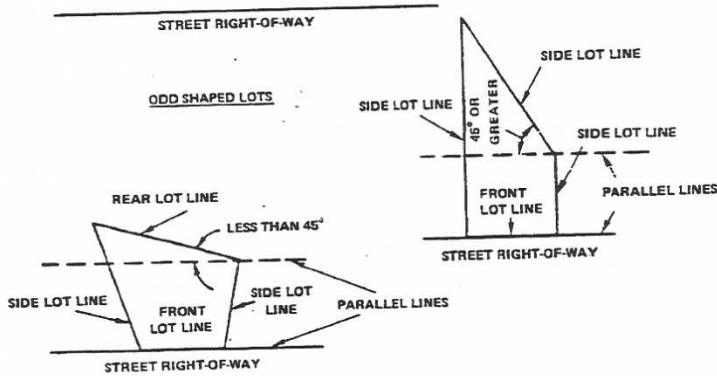 STREET RIGHT-OF-WAY
ODD SHAPED LOTS
SIDE LOT LINE
SIDE LOT LINE
46° OR
GREATER
SIDE LOT LINE
FRONT
LOT LINE
PARALLEL LINES
STREET RIGHT-OF-WAY
REAR LOT LINE
LESS THAN 45°
SIDE LOT LINE
FRONT
LOT LINE
SIDE LOT
LINE
PARALLEL LINES
STREET RIGHT-OF-WAY